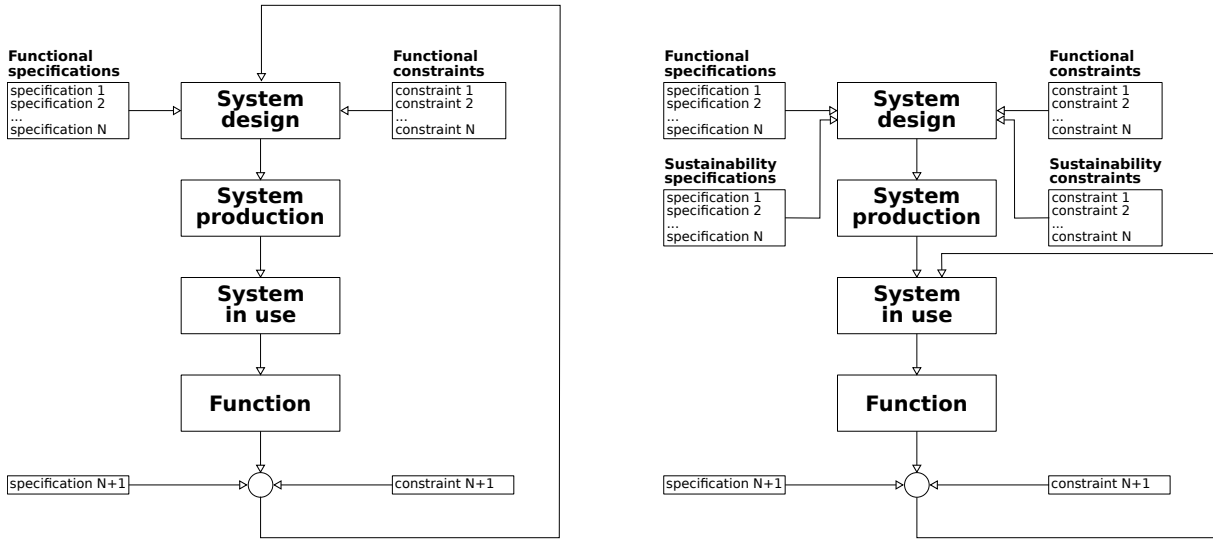 Functional
specifications
specification 1
specification 2
...
specification N
Functional
constraints
constraint 1
constraint 2
...
constraint N
System
design
System
production
System
in use
Function
specification N+1
constraint N+1
Functional
specifications
specification 1
specification 2
...
specification N
Functional
constraints
constraint 1
constraint 2
...
constraint N
System
design
Sustainability
specifications
specification 1
specification 2
...
specification N
Sustainability
constraints
constraint 1
constraint 2
...
constraint N
System
production
System
in use
Function
specification N+1
constraint N+1